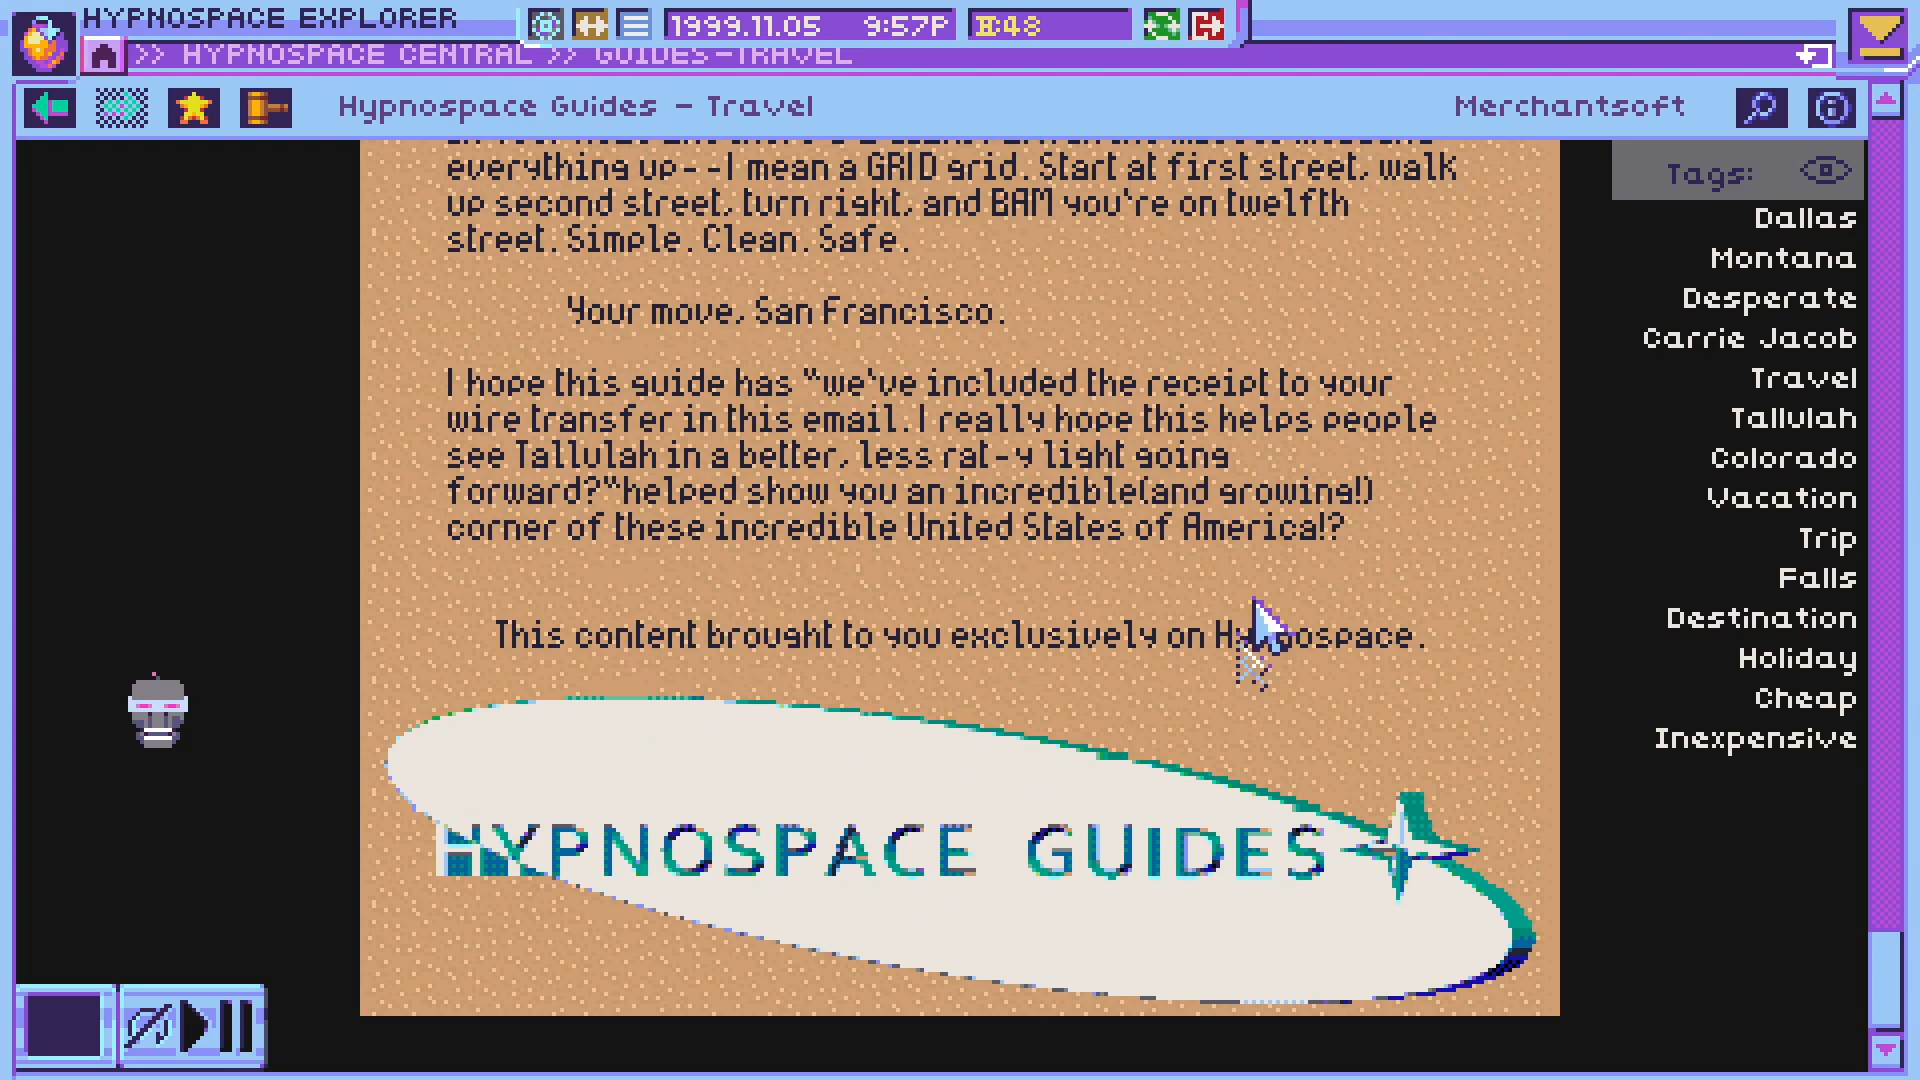 HYPNOSPACE EXPLORER
1999.11.05 9:57P
48
>> HYPNOSPACE CENTRAL >> GUIDES-TRAVEL
Hypnospace Guides - Travel
Merchantsoft
everything up--I mean a GRID grid. Start at first street, walk
up second street, turn right, and BAM you're on twelfth
street. Simple. Clean. Safe.
Your move, San Francisco.
I hope this guide has "we've included the receipt to your
wire transfer in this email. I really hope this helps people
see Tallulah in a better, less rat-y light going
forward?"helped show you an incredible(and growing!)
corner of these incredible United States of America!?
This content brought to you exclusively on Hypnospace.
HYPNOSPACE GUIDES
Tags:
Dallas
Montana
Desperate
Carrie Jacob
Travel
Tallulah
Colorado
Vacation
Trip
Falls
Destination
Holiday
Cheap
Inexpensive